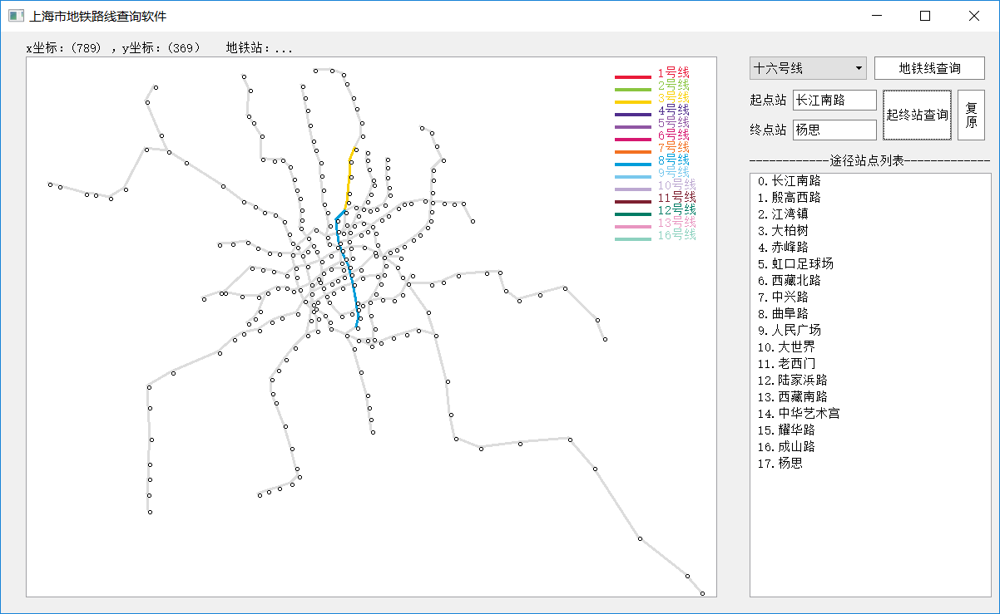 上海市地铁路线查询软件
x坐标：(789) ，y坐标：(369) 地铁站：...
1号线
2号线
3号线
4号线
5号线
6号线
7号线
8号线
9号线
10号线
11号线
12号线
13号线
16号线
十六号线 地铁线查询
起点站 长江南路
终点站 杨思
起终站查询
复原
------------途径站点列表------------
0.长江南路
1.殷高西路
2.江湾镇
3.大柏树
4.赤峰路
5.虹口足球场
6.西藏北路
7.中兴路
8.曲阜路
9.人民广场
10.大世界
11.老西门
12.陆家浜路
13.西藏南路
14.中华艺术宫
15.耀华路
16.成山路
17.杨思